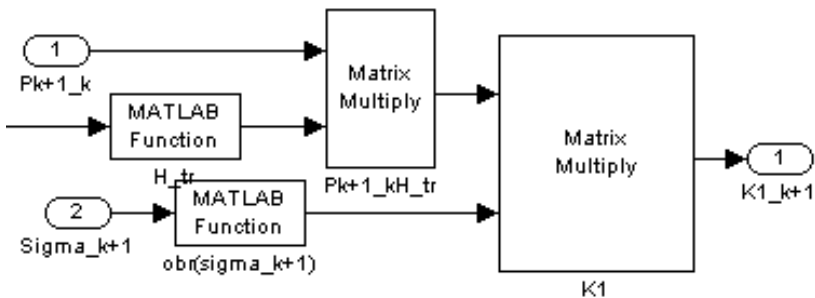 1
Pk+1_k
MATLAB
Function
H_tr
Matrix
Multiply
Pk+1_kH_tr
2
Sigma_k+1
MATLAB
Function
obr(sigma_k+1)
Matrix
Multiply
K1
1
K1_k+1